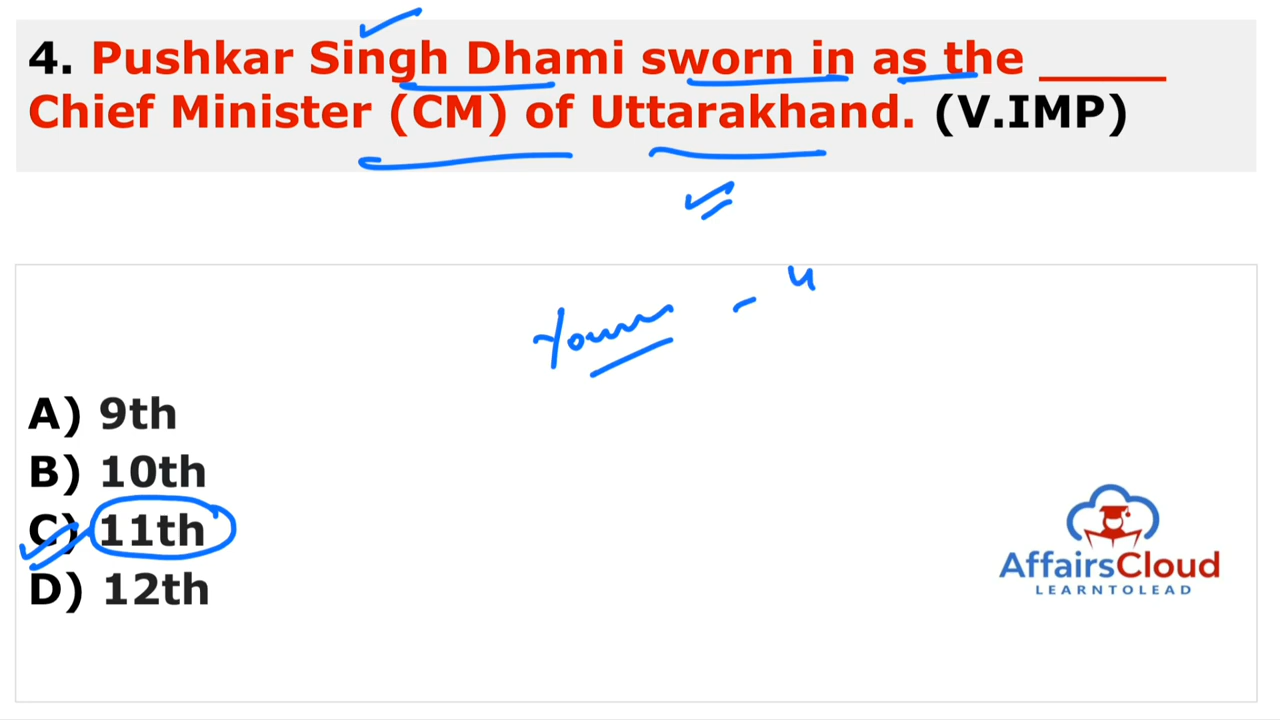 4. Pushkar Singh Dhami sworn in as the _____
Chief Minister (CM) of Uttarakhand. (V.IMP)
A) 9th
B) 10th
C) 11th
D) 12th
AffairsCloud
LEARNTOLEAD